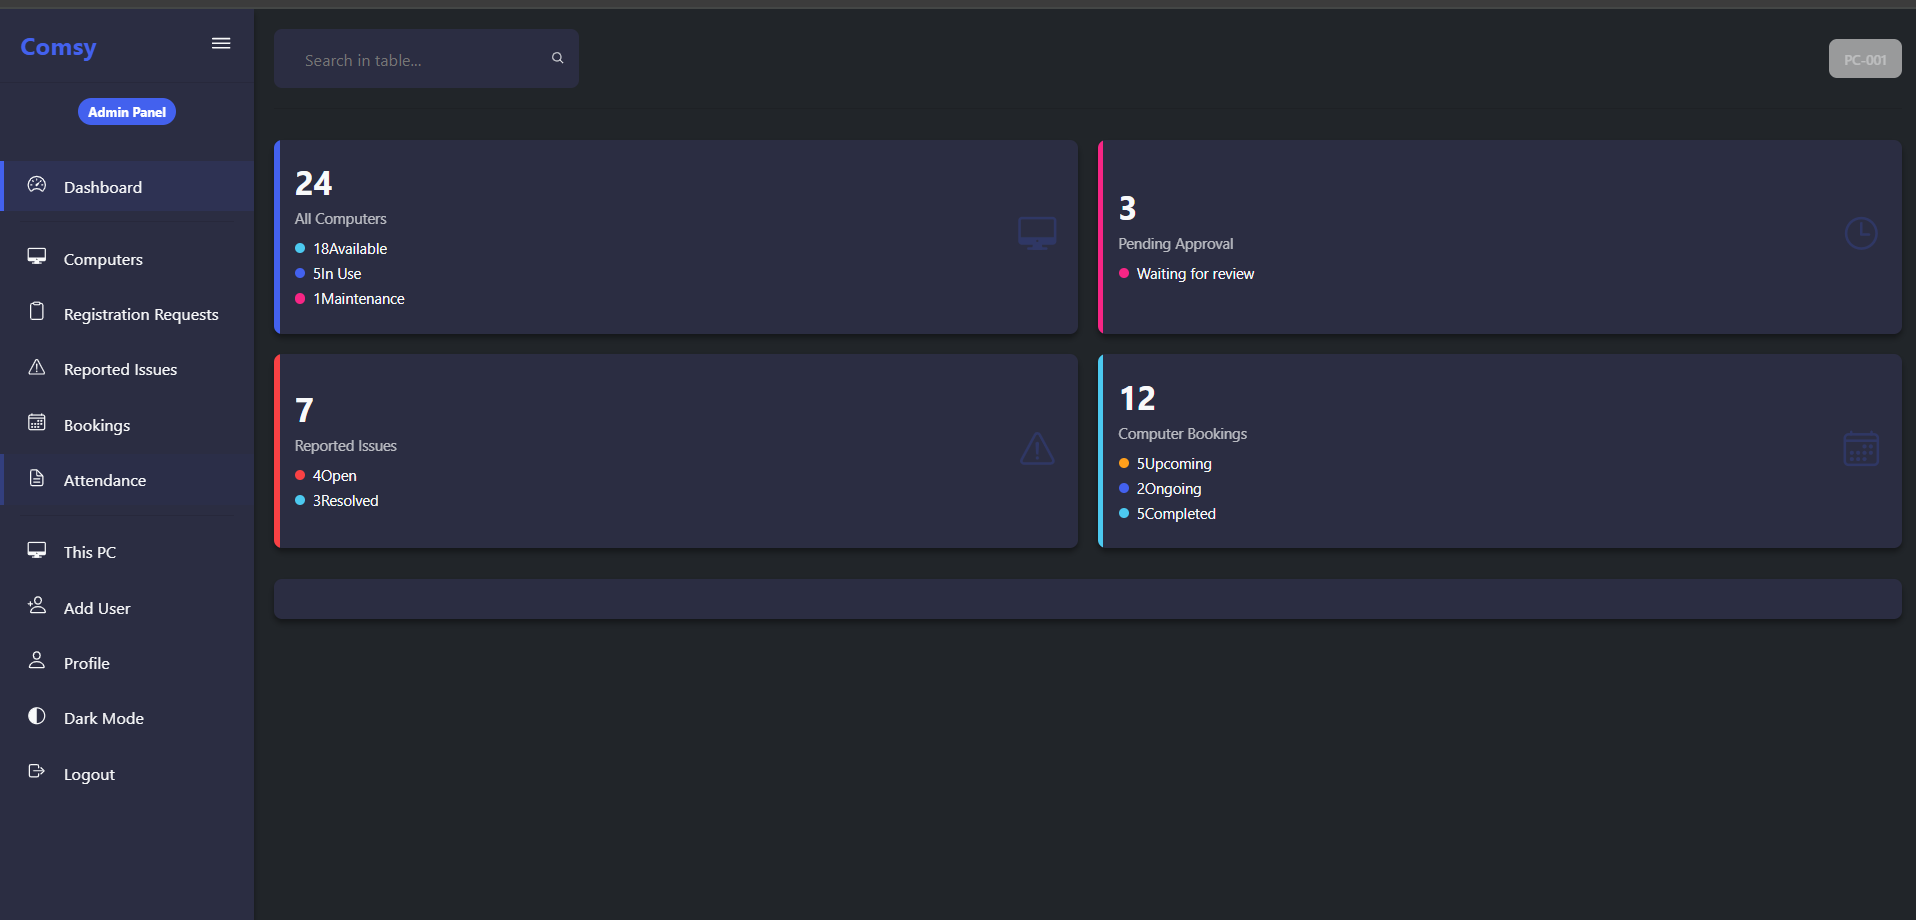 Comsy
Admin Panel
Dashboard
Computers
Registration Requests
Reported Issues
Bookings
Attendance
This PC
Add User
Profile
Dark Mode
Logout
Search in table...
PC-001
24
All Computers
18Available
5In Use
1Maintenance
3
Pending Approval
Waiting for review
7
Reported Issues
4Open
3Resolved
12
Computer Bookings
5Upcoming
2Ongoing
5Completed